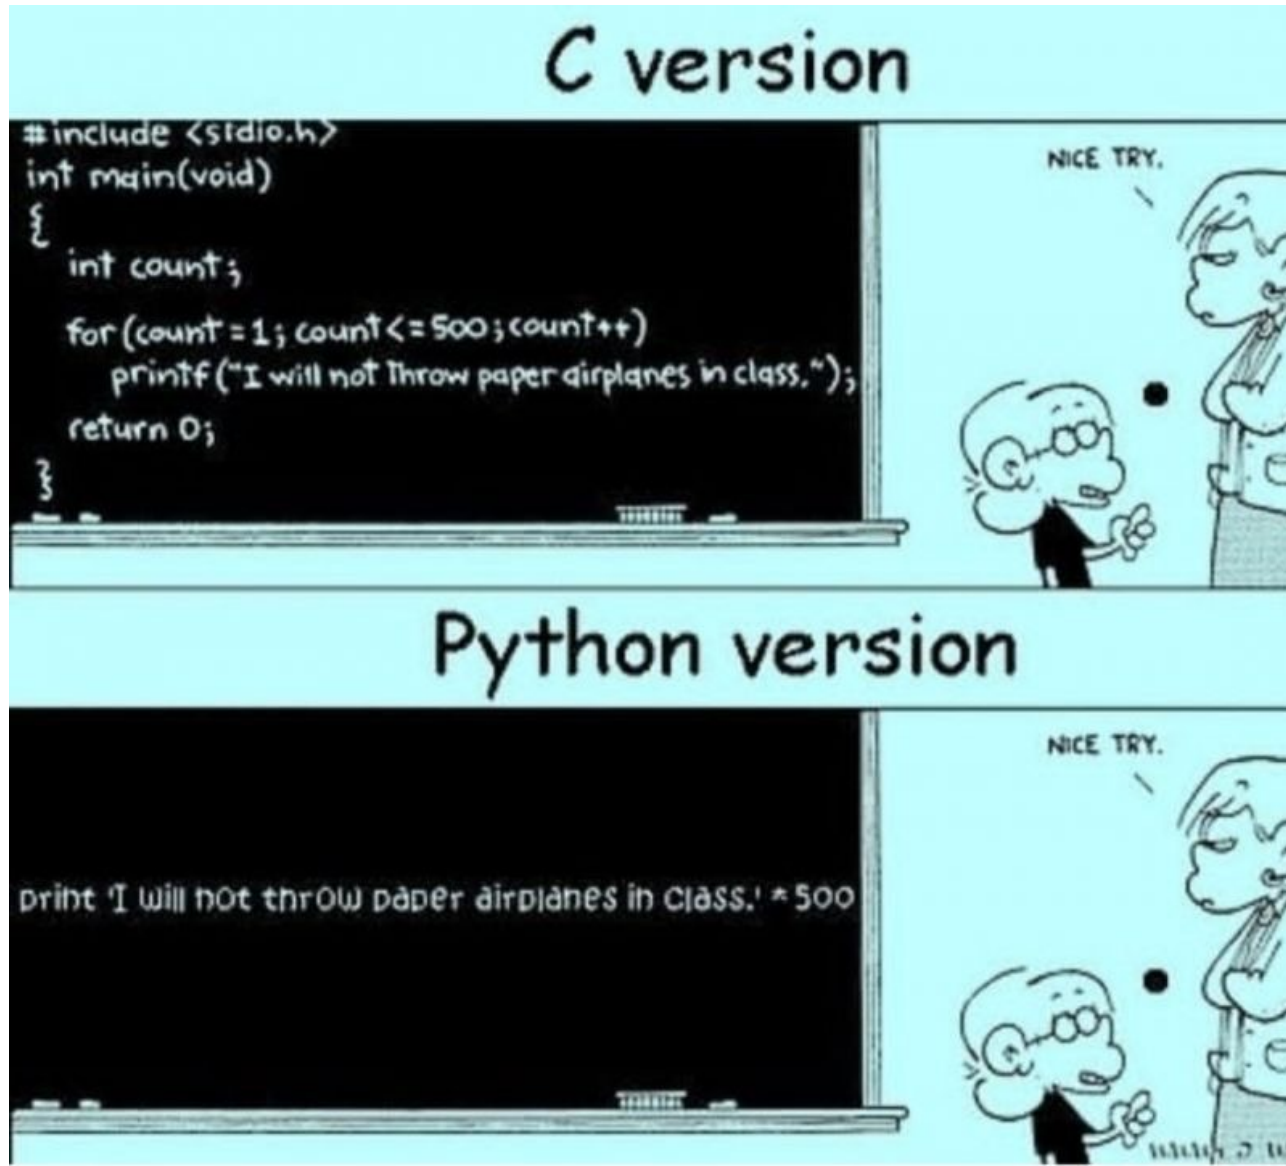 C version
#include <stdio.h>
int main(void)
{
int count;
for (count = 1; count <= 500; count++)
printf ("I will not Throw paper airplanes in class.");
return 0;
}
NICE TRY.
Python version
print 'I will not throw paper airplanes in class.' * 500
NICE TRY.